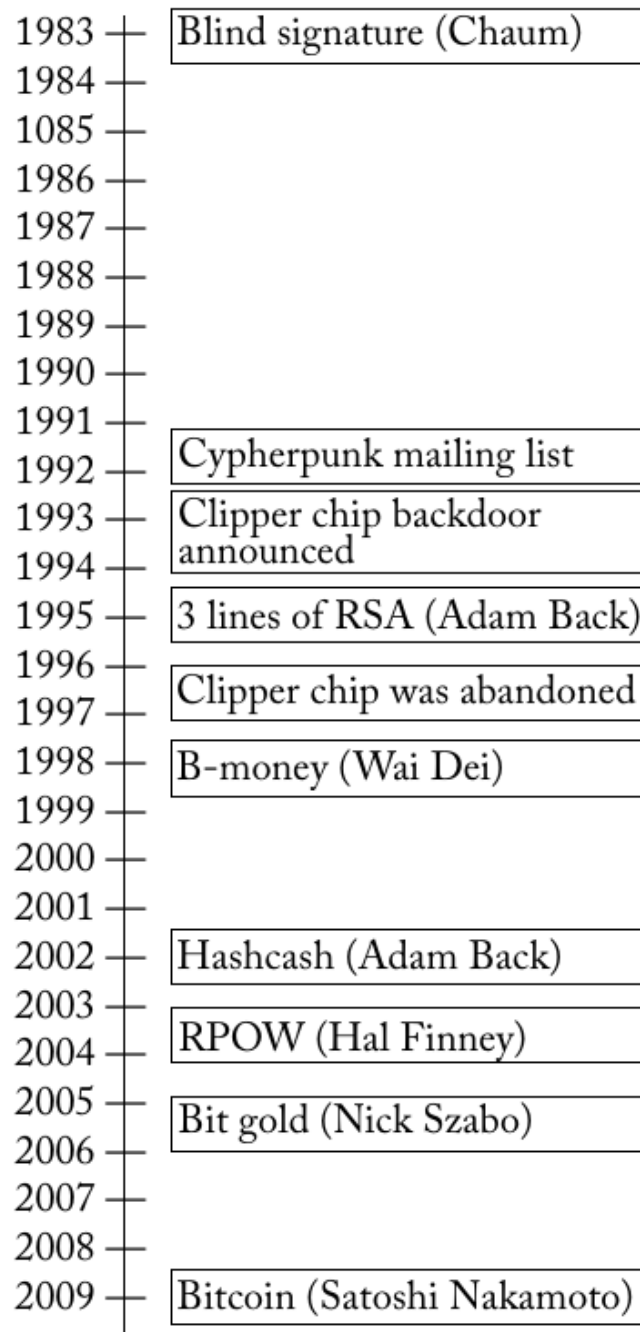 1983 Blind signature (Chaum)
1984
1085
1986
1987
1988
1989
1990
1991
Cypherpunk mailing list
1992
1993 Clipper chip backdoor
announced
1994
1995 3 lines of RSA (Adam Back)
1996
Clipper chip was abandoned
1997
1998 B-money (Wai Dei)
1999
2000
2001
2002 Hashcash (Adam Back)
2003
RPOW (Hal Finney)
2004
2005
Bit gold (Nick Szabo)
2006
2007
2008
2009 Bitcoin (Satoshi Nakamoto)